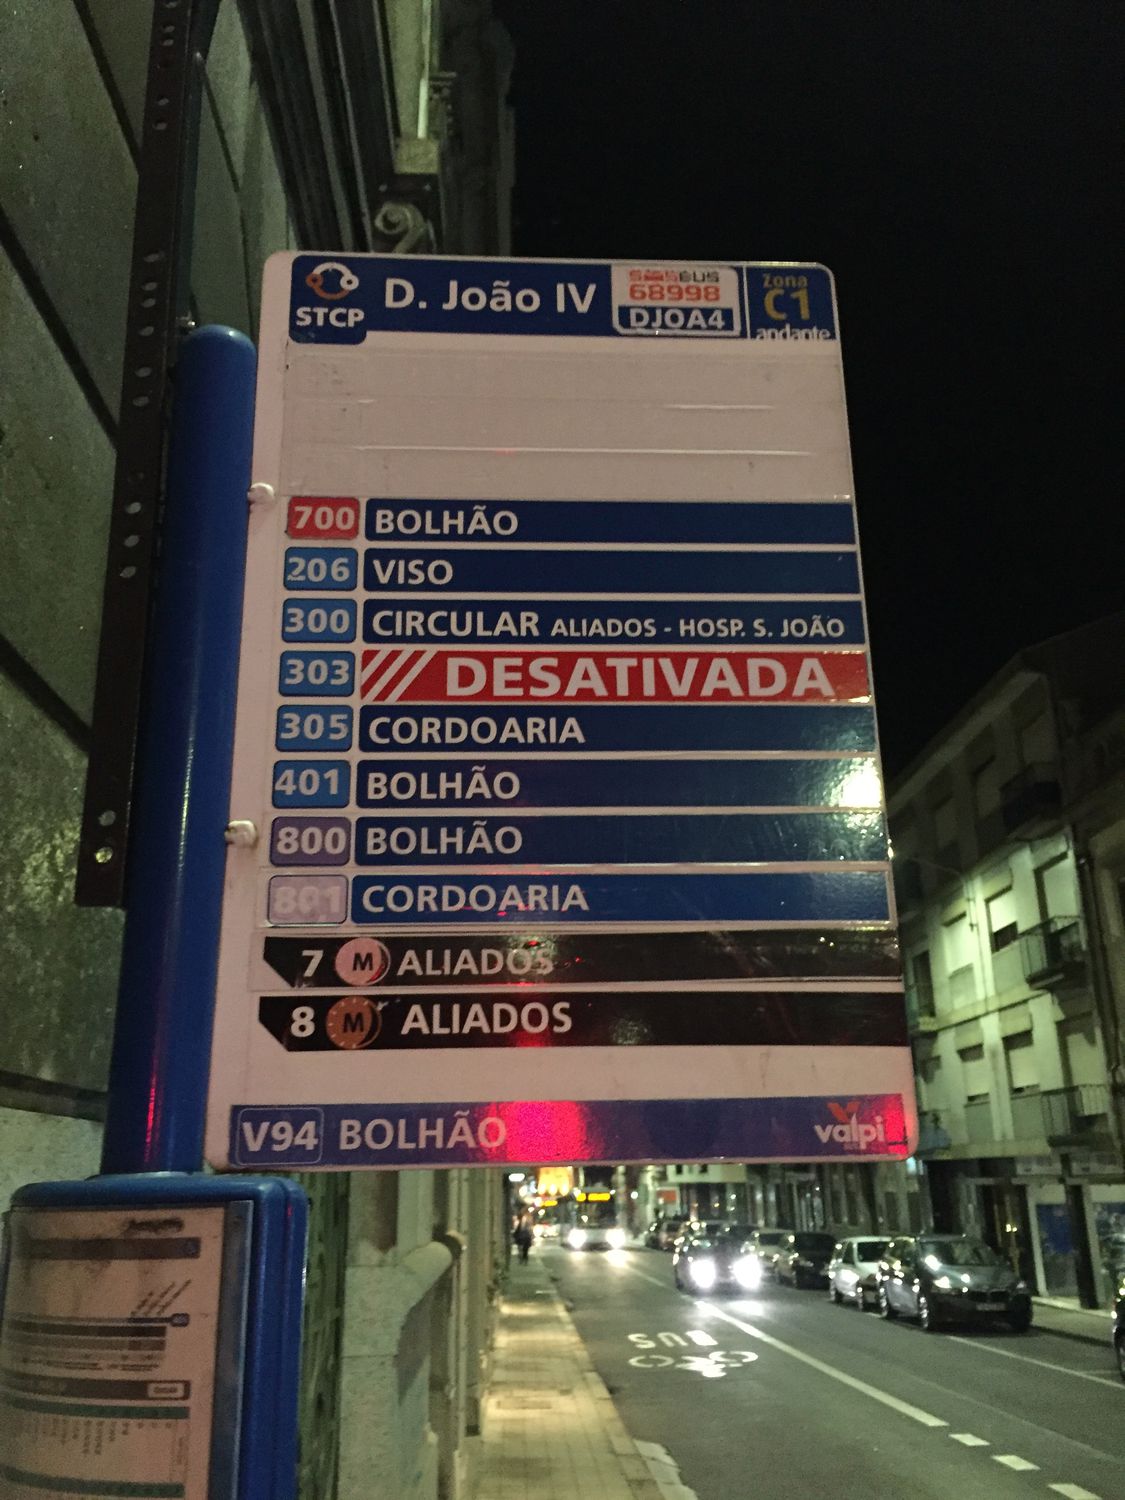 STCP
D. João IV
SMSBUS
68998
DJOA4
Zona
C1
andante
700 BOLHÃO
206 VISO
300 CIRCULAR ALIADOS - HOSP. S. JOÃO
303 DESATIVADA
305 CORDOARIA
401 BOLHÃO
800 BOLHÃO
801 CORDOARIA
7 M ALIADOS
8 M ALIADOS
V94 BOLHÃO
valpi
BUS